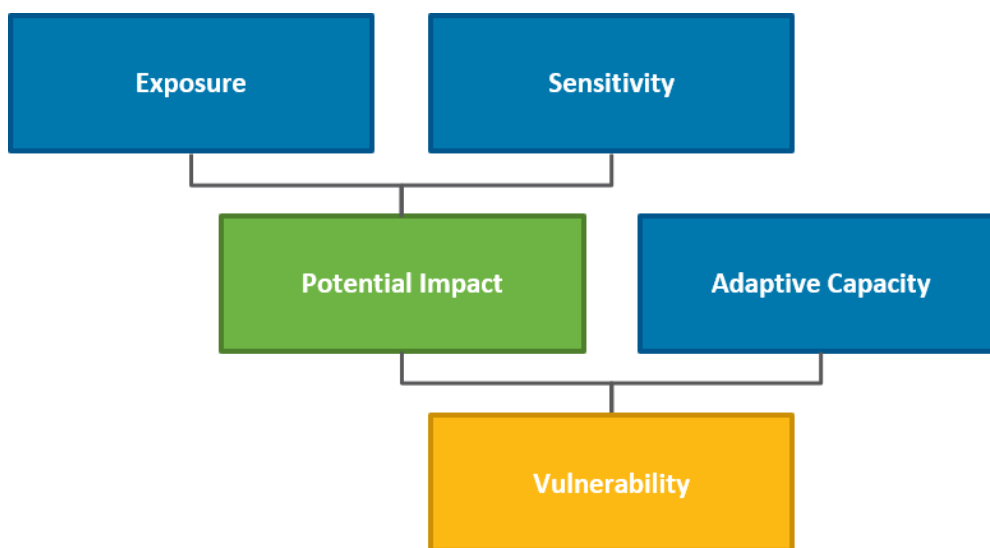 Exposure
Sensitivity
Potential Impact
Adaptive Capacity
Vulnerability